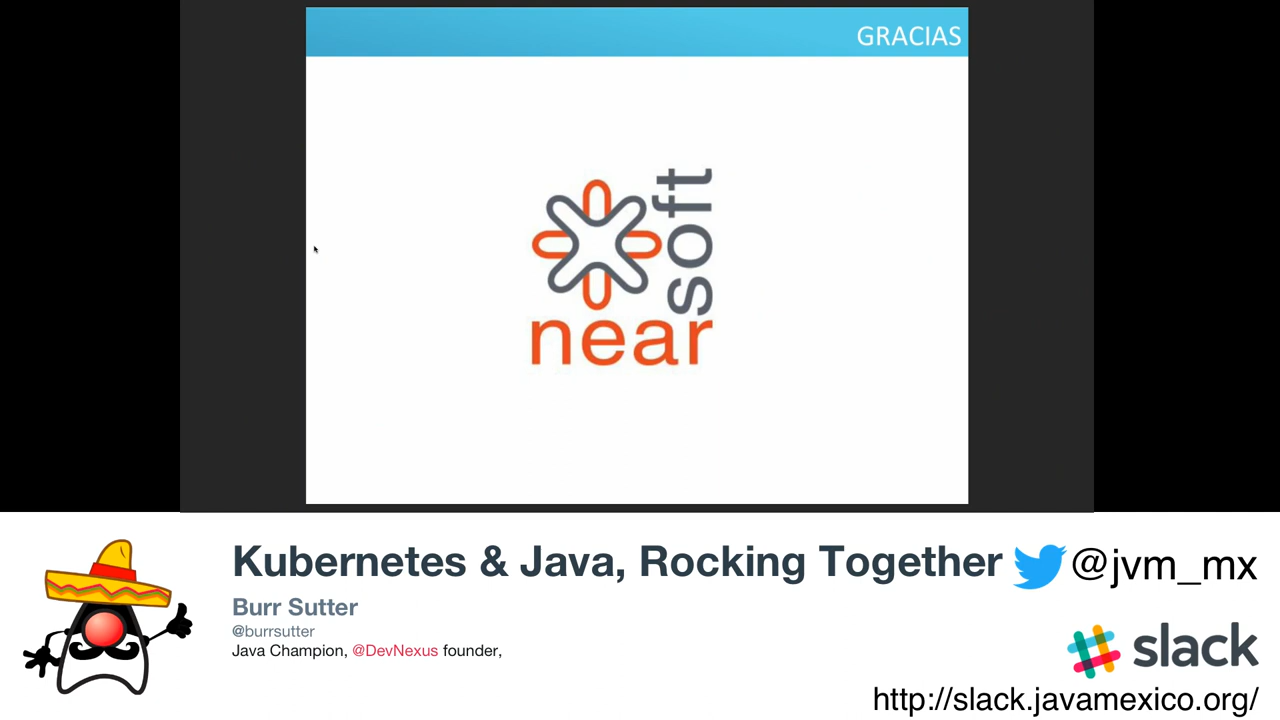 GRACIAS
soft
near
Kubernetes & Java, Rocking Together
@jvm_mx
Burr Sutter
@burrsutter
Java Champion, @DevNexus founder,
slack
http://slack.javamexico.org/